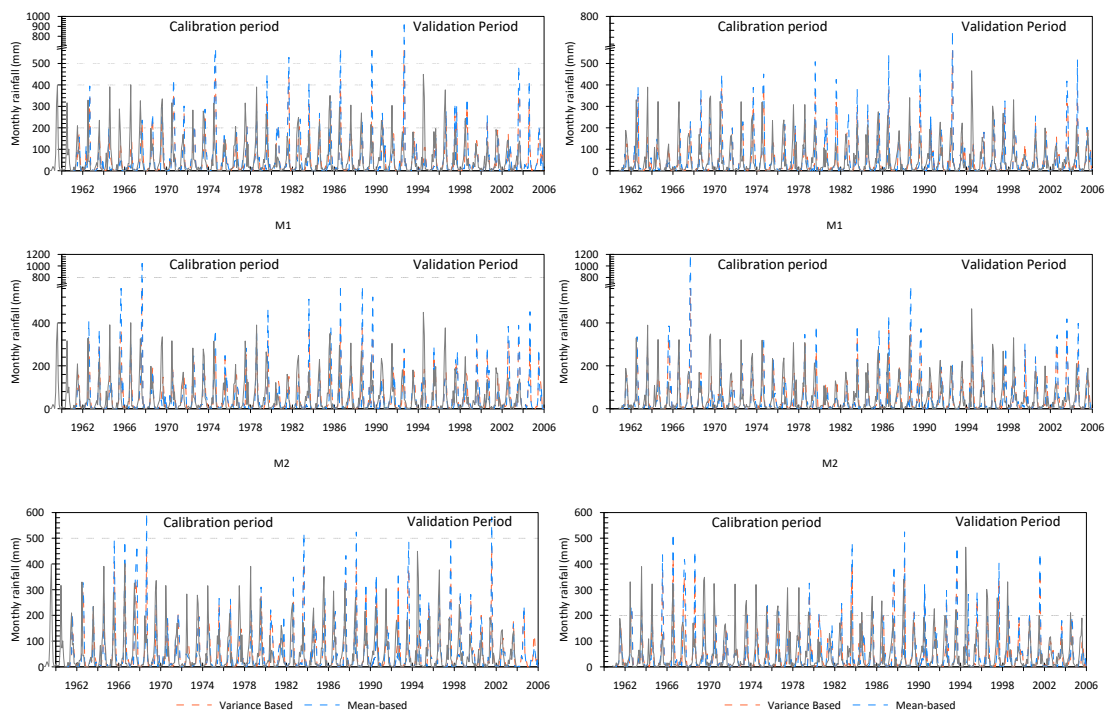 1000
900
800
500
400
300
200
100
0
Monthly rainfall (mm)
Calibration period
Validation Period
1962 1966 1970 1974 1978 1982 1986 1990 1994 1998 2002 2006
M1
800
600
500
400
300
200
100
0
Monthly rainfall (mm)
Calibration period
Validation Period
1962 1966 1970 1974 1978 1982 1986 1990 1994 1998 2002 2006
M1
1200
1000
800
400
200
0
Monthly rainfall (mm)
Calibration period
Validation Period
1962 1966 1970 1974 1978 1982 1986 1990 1994 1998 2002 2006
M2
1200
1000
800
600
400
200
0
Monthly rainfall (mm)
Calibration period
Validation Period
1962 1966 1970 1974 1978 1982 1986 1990 1994 1998 2002 2006
M2
600
500
400
300
200
100
0
Monthly rainfall (mm)
Calibration period
Validation Period
1962 1966 1970 1974 1978 1982 1986 1990 1994 1998 2002 2006
Variance Based Mean-based
600
500
400
300
200
100
0
Monthly rainfall (mm)
Calibration period
Validation Period
1962 1966 1970 1974 1978 1982 1986 1990 1994 1998 2002 2006
Variance Based Mean-based